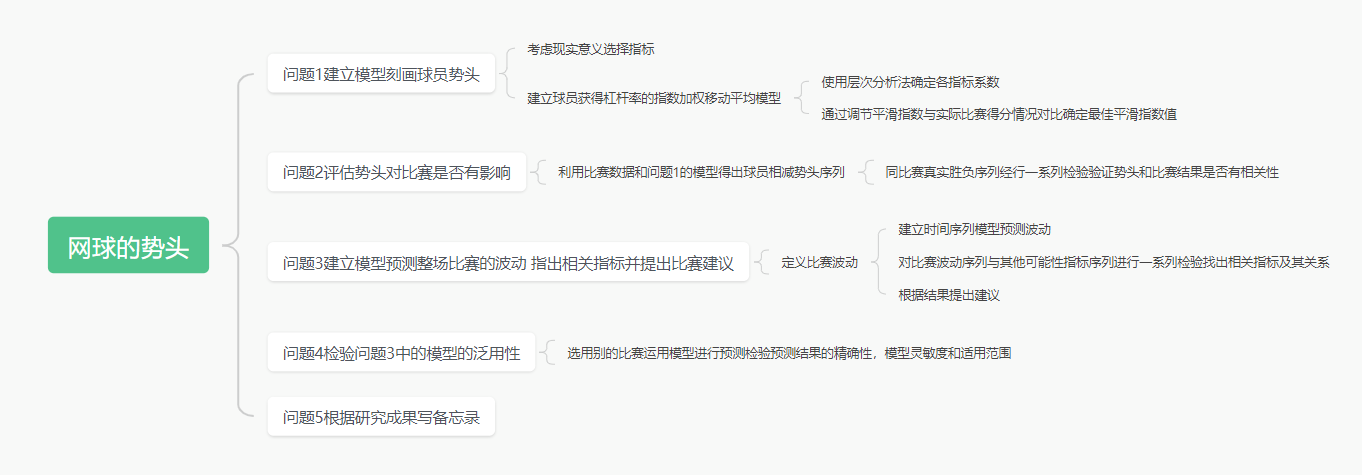 网球的势头
问题1建立模型刻画球员势头
考虑现实意义选择指标
建立球员获得杠杆率的指数加权移动平均模型
使用层次分析法确定各指标系数
通过调节平滑指数与实际比赛得分情况对比确定最佳平滑指数值
问题2评估势头对比赛是否有影响
利用比赛数据和问题1的模型得出球员相减势头序列
同比赛真实胜负序列经行一系列检验验证势头和比赛结果是否有相关性
问题3建立模型预测整场比赛的波动 指出相关指标并提出比赛建议
定义比赛波动
建立时间序列模型预测波动
对比赛波动序列与其他可能性指标序列进行一系列检验找出相关指标及其关系
根据结果提出建议
问题4检验问题3中的模型的泛用性
选用别的比赛运用模型进行预测检验预测结果的精确性，模型灵敏度和适用范围
问题5根据研究成果写备忘录